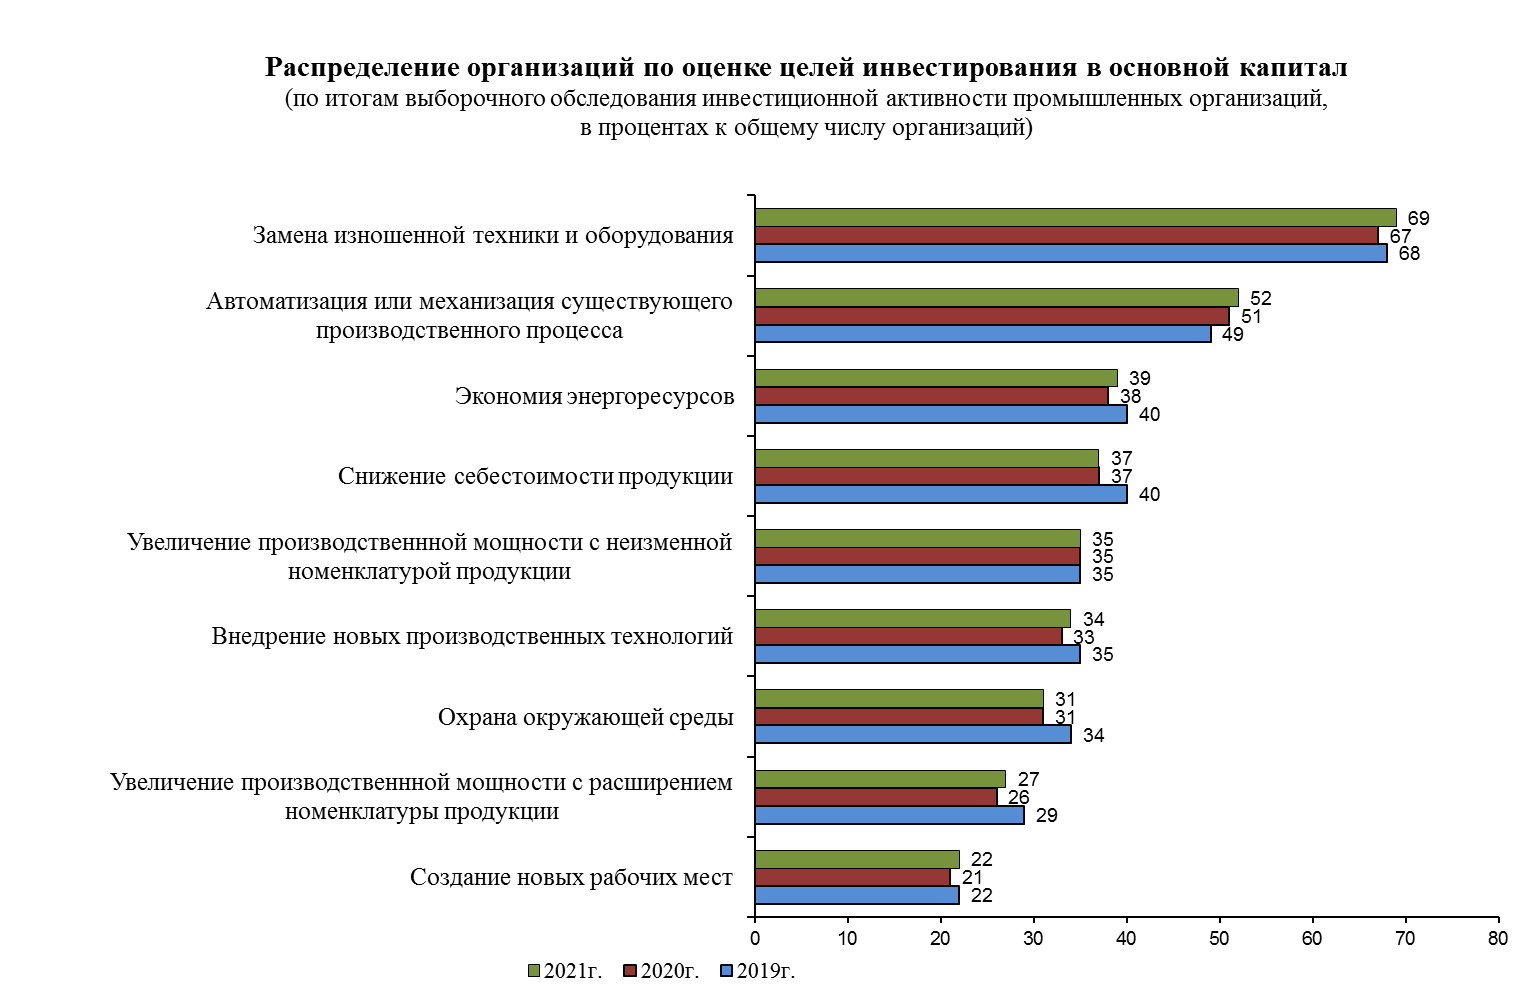 Распределение организаций по оценке целей инвестирования в основной капитал
(по итогам выборочного обследования инвестиционной активности промышленных организаций,
в процентах к общему числу организаций)
Замена изношенной техники и оборудования
69
67
68
Автоматизация или механизация существующего
производственного процесса
52
51
49
Экономия энергоресурсов
39
38
40
Снижение себестоимости продукции
37
37
40
Увеличение производственнной мощности с неизменной
номенклатурой продукции
35
35
35
Внедрение новых производственных технологий
34
33
35
Охрана окружающей среды
31
31
34
Увеличение производственнной мощности с расширением
номенклатуры продукции
27
26
29
Создание новых рабочих мест
22
21
22
0 10 20 30 40 50 60 70 80
2021г. 2020г. 2019г.